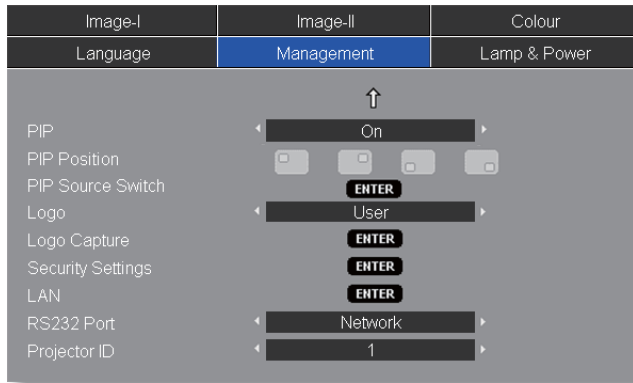 Image-I Image-II Colour
Language Management Lamp & Power
PIP On
PIP Position
PIP Source Switch ENTER
Logo User
Logo Capture ENTER
Security Settings ENTER
LAN ENTER
RS232 Port Network
Projector ID 1